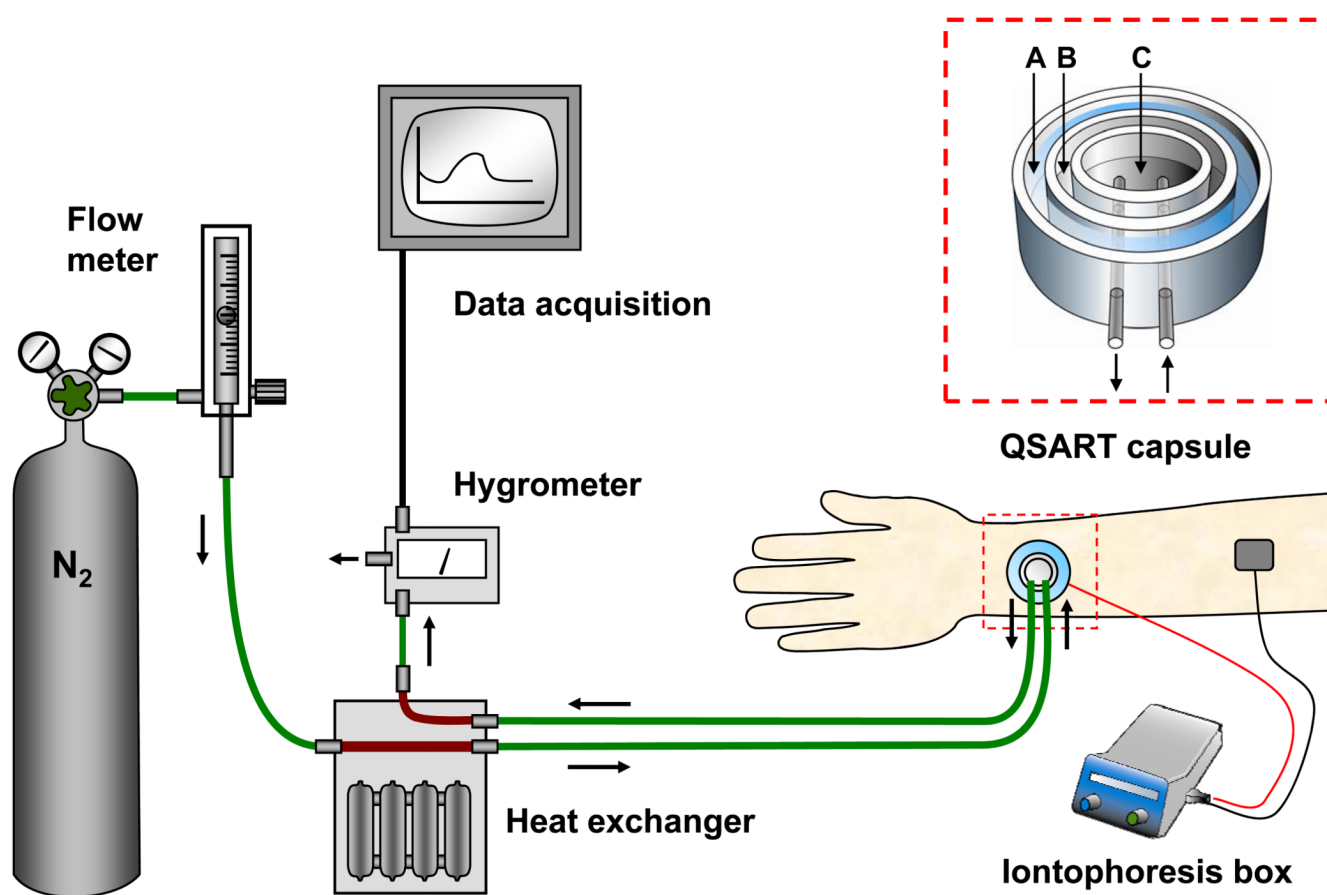 A B C
Flow
meter
Data acquisition
QSART capsule
Hygrometer
N₂
Heat exchanger
Iontophoresis box